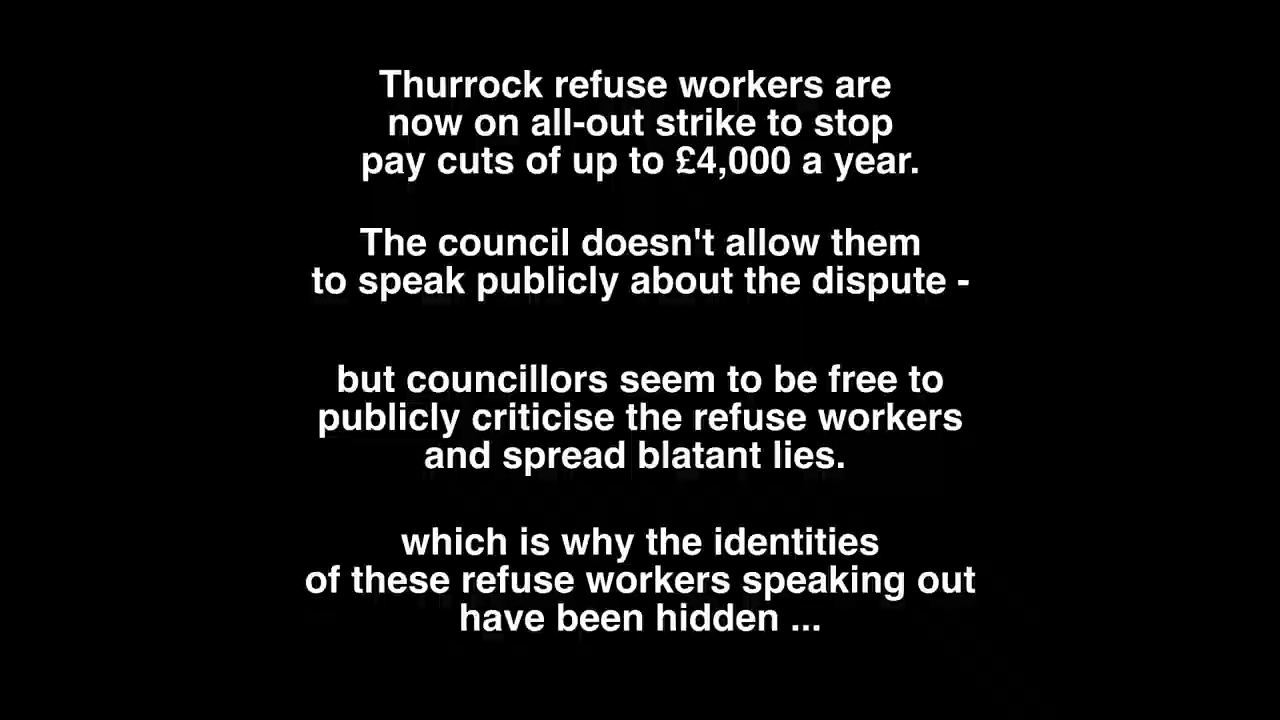 Thurrock refuse workers are
now on all-out strike to stop
pay cuts of up to £4,000 a year.
The council doesn't allow them
to speak publicly about the dispute -
but councillors seem to be free to
publicly criticise the refuse workers
and spread blatant lies.
which is why the identities
of these refuse workers speaking out
have been hidden ...